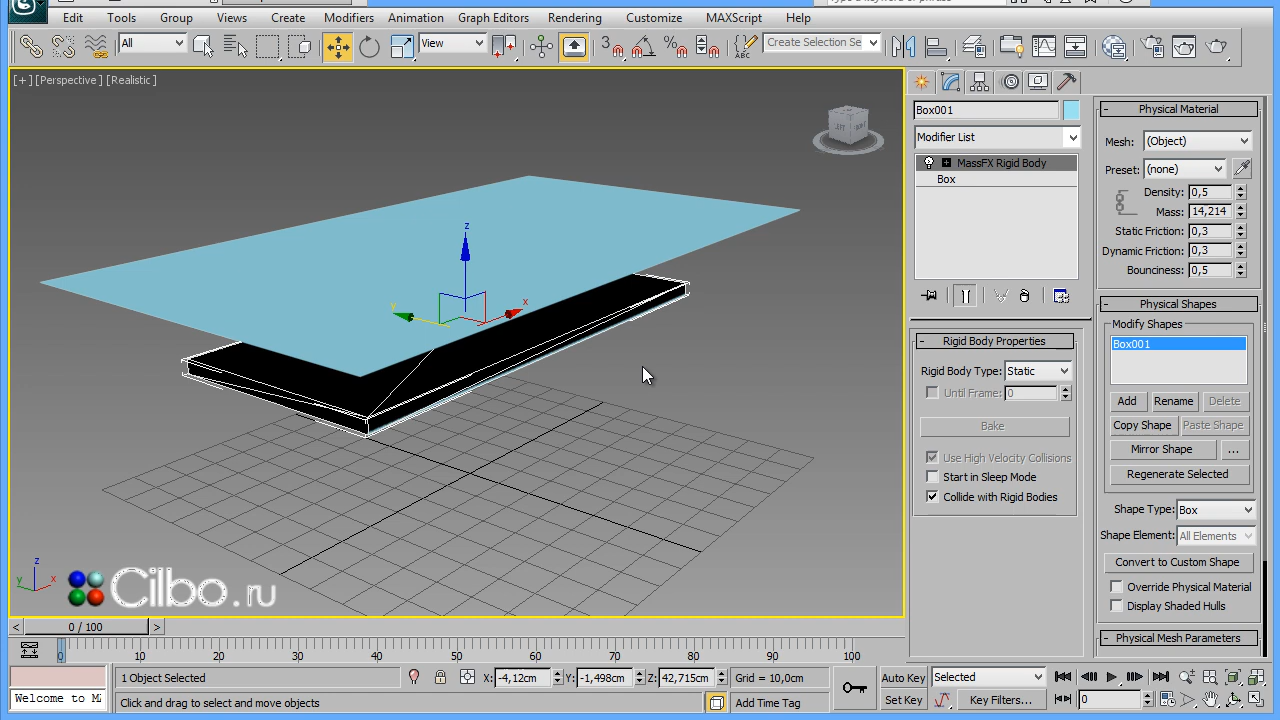 Type a keyword or phrase
Edit Tools Group Views Create Modifiers Animation Graph Editors Rendering Customize MAXScript Help
All View 3 Create Selection Se
[+] [Perspective ] [Realistic ]
Box001
Modifier List
MassFX Rigid Body
Box
Rigid Body Properties
Rigid Body Type: Static
Until Frame: 0
Bake
Use High Velocity Collisions
Start in Sleep Mode
Collide with Rigid Bodies
Physical Material
Mesh: (Object)
Preset: (none)
Density: 0,5
Mass: 14,214
Static Friction: 0,3
Dynamic Friction: 0,3
Bounciness: 0,5
Physical Shapes
Modify Shapes
Box001
Add Rename Delete
Copy Shape Paste Shape
Mirror Shape ...
Regenerate Selected
Shape Type: Box
Shape Element: All Elements
Convert to Custom Shape
Override Physical Material
Display Shaded Hulls
Physical Mesh Parameters
z
y
x
z
y
x
Cilbo.ru
< 0 / 100 >
0 10 20 30 40 50 60 70 80 90 100
1 Object Selected X: -4,12cm Y: -1,498cm Z: 42,715cm Grid = 10,0cm Auto Key Selected
Welcome to M Click and drag to select and move objects Add Time Tag Set Key Key Filters... 0